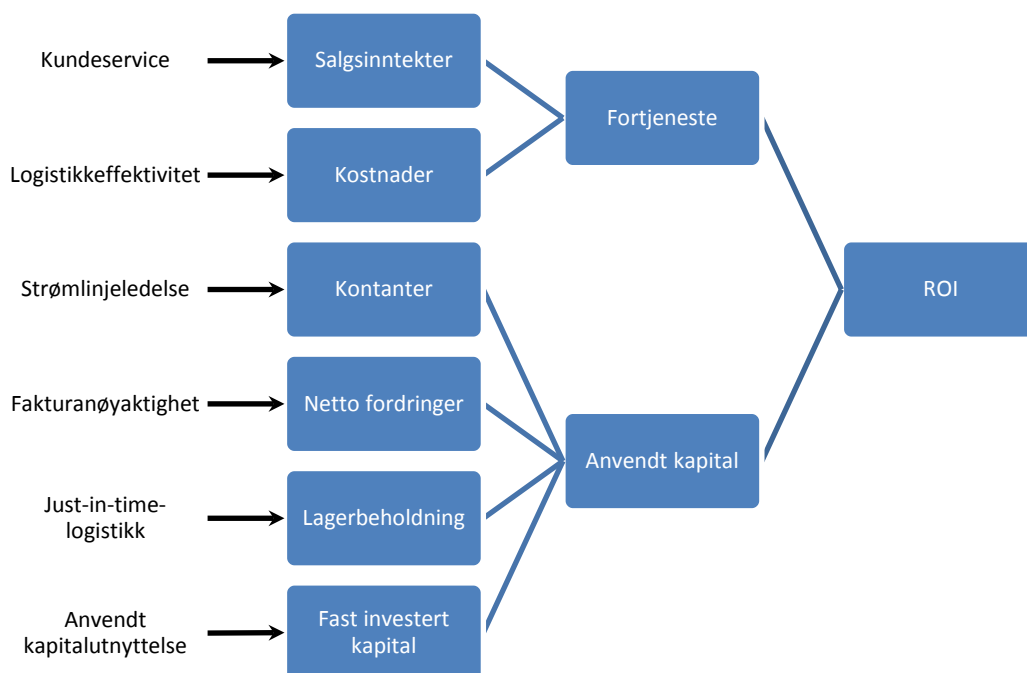 Kundeservice
Salgsinntekter
Fortjeneste
Logistikkeffektivitet
Kostnader
Strømlinjeledelse
Kontanter
ROI
Fakturanøyaktighet
Netto fordringer
Anvendt kapital
Just-in-time-
logistikk
Lagerbeholdning
Anvendt
kapitalutnyttelse
Fast investert
kapital